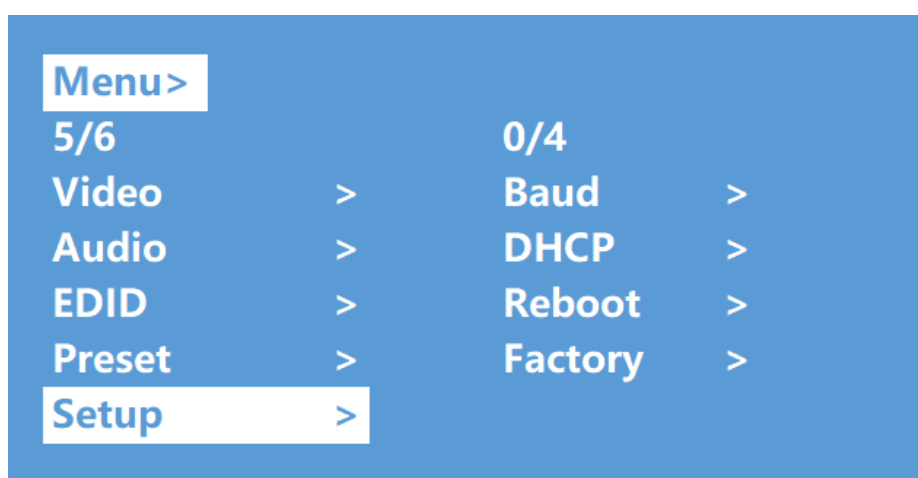 Menu>
5/6 0/4
Video > Baud >
Audio > DHCP >
EDID > Reboot >
Preset > Factory >
Setup >